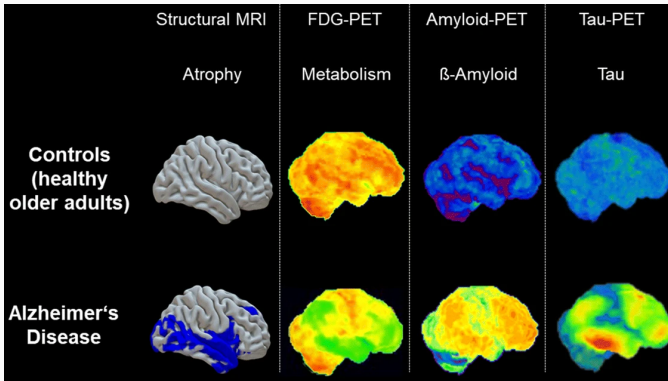 Structural MRI
FDG-PET
Amyloid-PET
Tau-PET
Atrophy
Metabolism
ß-Amyloid
Tau
Controls
(healthy
older adults)
Alzheimer‘s
Disease